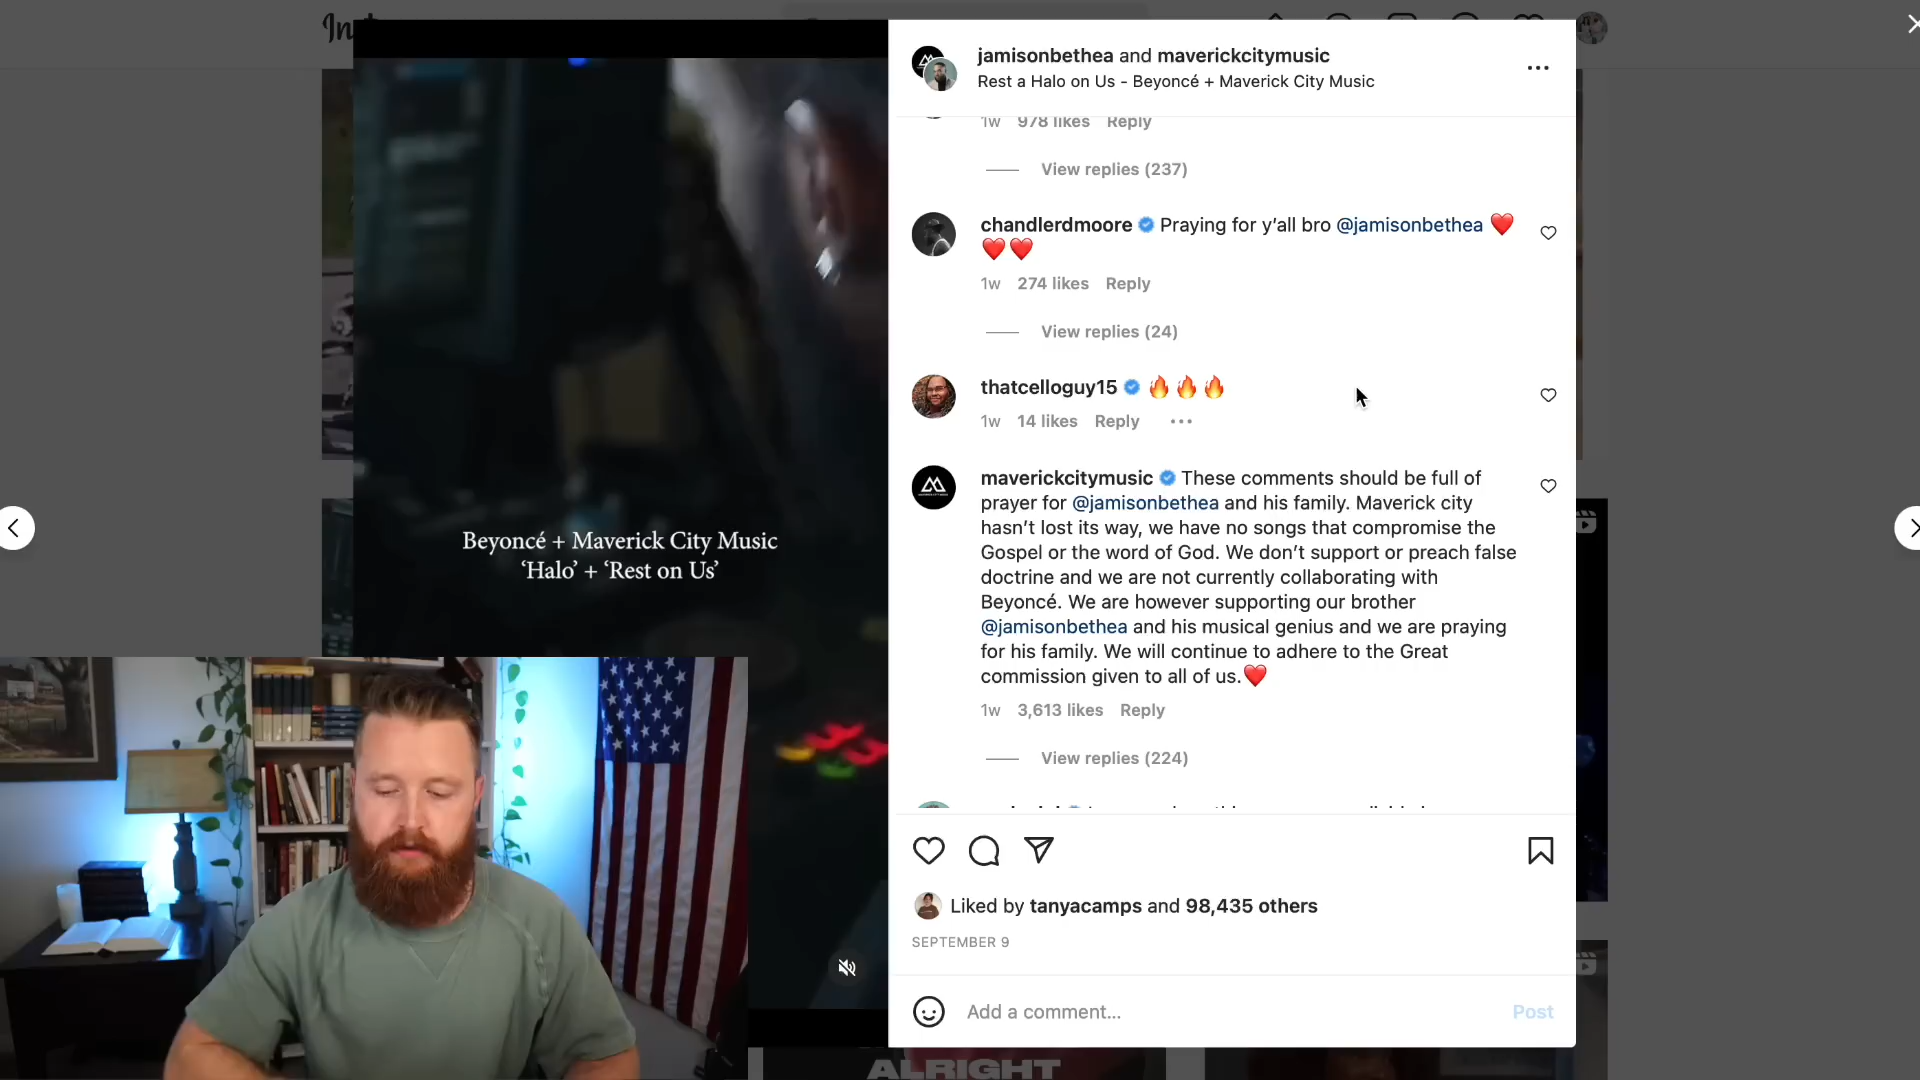 jamisonbethea and maverickcitymusic
Rest a Halo on Us - Beyoncé + Maverick City Music
1w 978 likes Reply
View replies (237)
chandlerdmoore Praying for y’all bro @jamisonbethea ❤️
❤️❤️
1w 274 likes Reply
View replies (24)
thatcelloguy15 🔥🔥🔥
1w 14 likes Reply
maverickcitymusic These comments should be full of
prayer for @jamisonbethea and his family. Maverick city
hasn’t lost its way, we have no songs that compromise the
Gospel or the word of God. We don’t support or preach false
doctrine and we are not currently collaborating with
Beyoncé. We are however supporting our brother
@jamisonbethea and his musical genius and we are praying
for his family. We will continue to adhere to the Great
commission given to all of us.❤️
1w 3,613 likes Reply
View replies (224)
Liked by tanyacamps and 98,435 others
SEPTEMBER 9
Add a comment...
Post
Beyoncé + Maverick City Music
‘Halo’ + ‘Rest on Us’
ALRIGHT